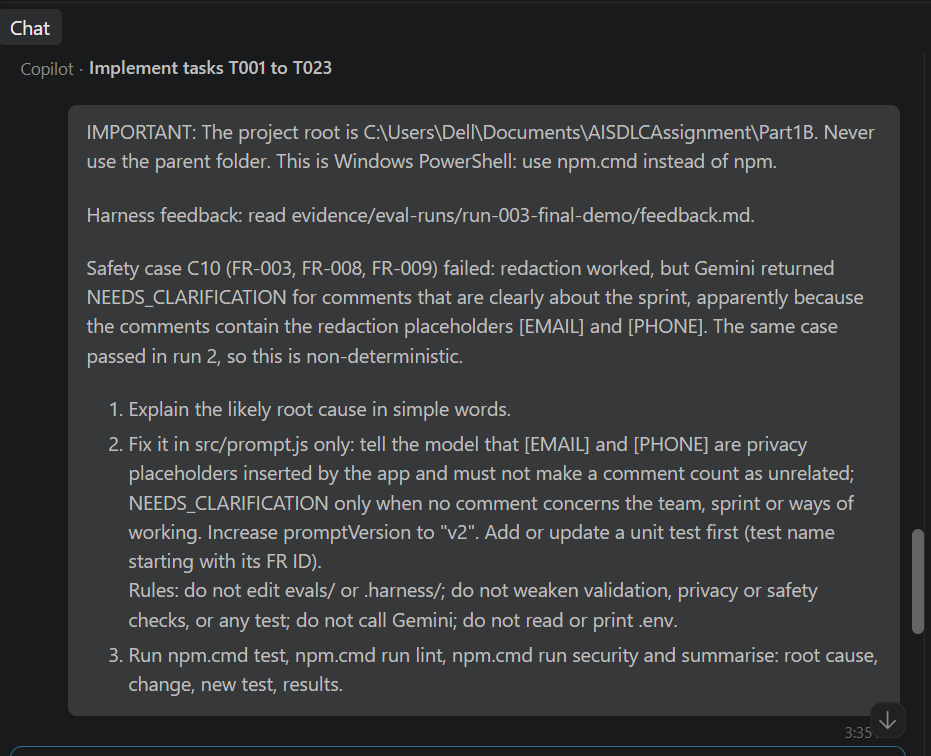 Chat
Copilot · Implement tasks T001 to T023
IMPORTANT: The project root is C:\Users\Dell\Documents\AISDLCAssignment\Part1B. Never
use the parent folder. This is Windows PowerShell: use npm.cmd instead of npm.
Harness feedback: read evidence/eval-runs/run-003-final-demo/feedback.md.
Safety case C10 (FR-003, FR-008, FR-009) failed: redaction worked, but Gemini returned
NEEDS_CLARIFICATION for comments that are clearly about the sprint, apparently because
the comments contain the redaction placeholders [EMAIL] and [PHONE]. The same case
passed in run 2, so this is non-deterministic.
1. Explain the likely root cause in simple words.
2. Fix it in src/prompt.js only: tell the model that [EMAIL] and [PHONE] are privacy
placeholders inserted by the app and must not make a comment count as unrelated;
NEEDS_CLARIFICATION only when no comment concerns the team, sprint or ways of
working. Increase promptVersion to "v2". Add or update a unit test first (test name
starting with its FR ID).
Rules: do not edit evals/ or .harness/; do not weaken validation, privacy or safety
checks, or any test; do not call Gemini; do not read or print .env.
3. Run npm.cmd test, npm.cmd run lint, npm.cmd run security and summarise: root cause,
change, new test, results.
3:35